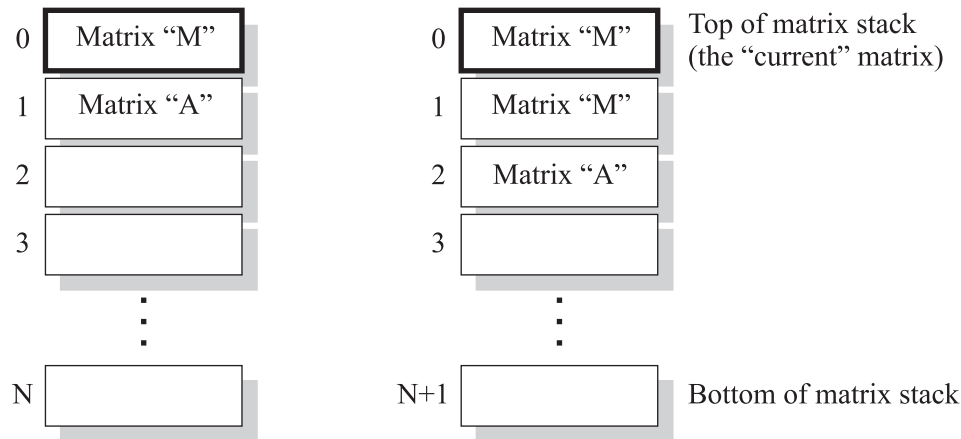 0 Matrix “M”
1 Matrix “A”
2
3
N
0 Matrix “M”
1 Matrix “M”
2 Matrix “A”
3
N+1
Top of matrix stack
(the “current” matrix)
Bottom of matrix stack